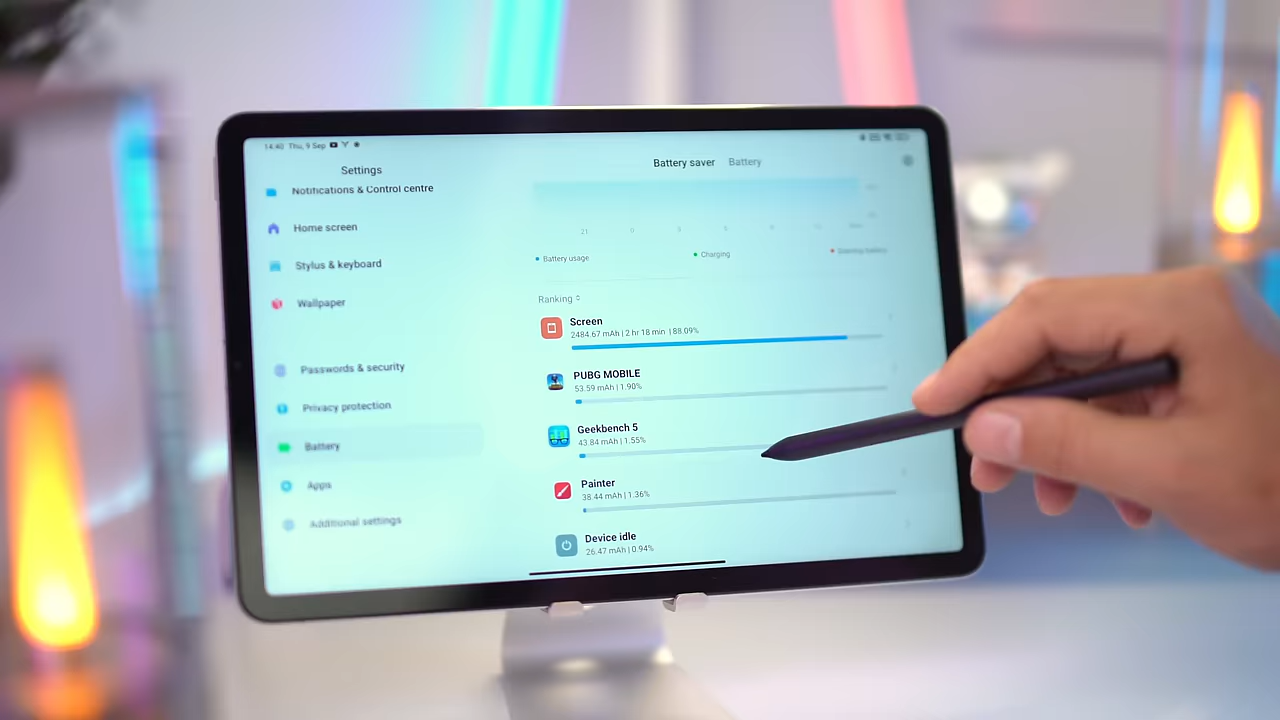 14:40 Thu, 9 Sep
Settings
Notifications & Control centre
Home screen
Stylus & keyboard
Wallpaper
Passwords & security
Privacy protection
Battery
Apps
Additional settings
Battery saver Battery
21
Battery usage
Charging
Ranking
Screen
2484.67 mAh | 2 hr 18 min | 88.09%
PUBG MOBILE
53.59 mAh | 1.90%
Geekbench 5
43.84 mAh | 1.55%
Painter
38.44 mAh | 1.36%
Device idle
26.47 mAh | 0.94%